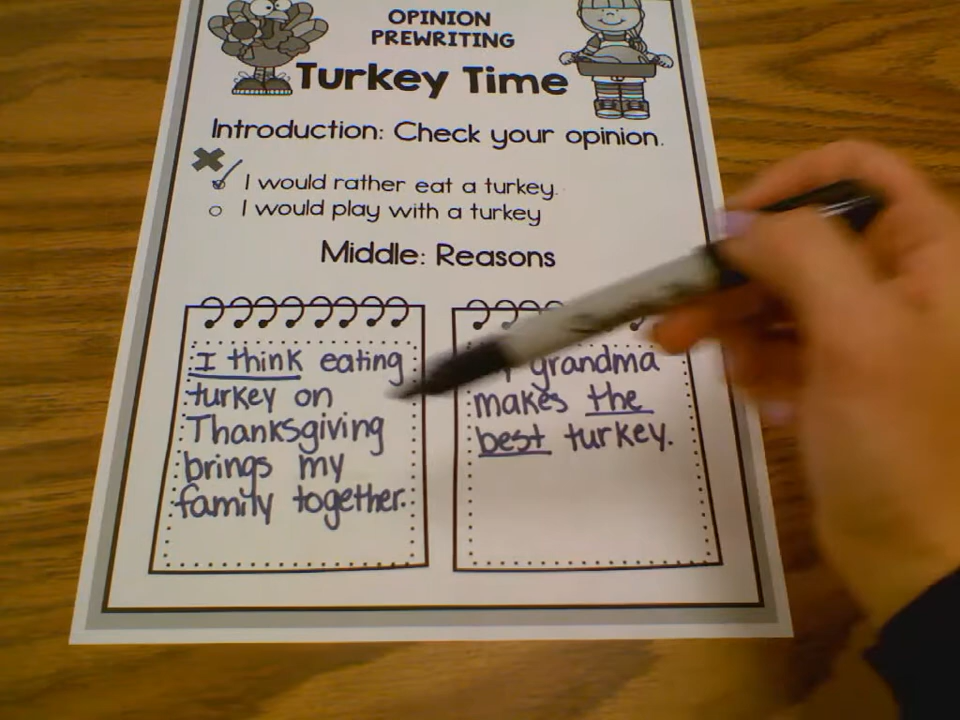 OPINION
PREWRITING
Turkey Time
Introduction: Check your opinion.
I would rather eat a turkey.
I would play with a turkey
Middle: Reasons
I think eating
turkey on
Thanksgiving
brings my
family together.
grandma
makes the
best turkey.